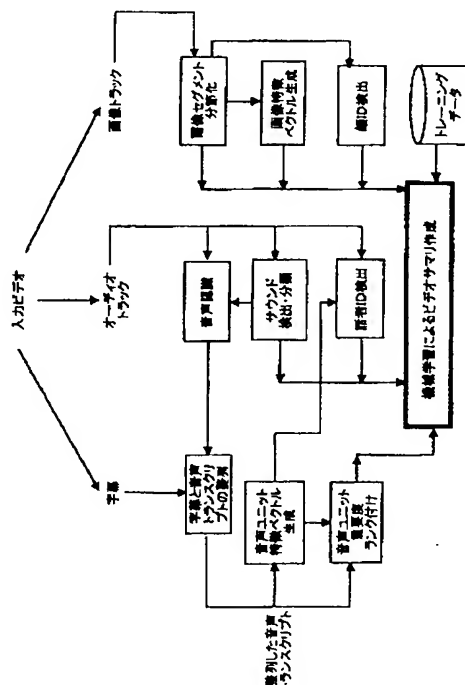 入力ビデオ
字幕
オーディオ
トラック
画像トラック
字幕と音声
トランスクリ
プトの整列
音声認識
画像セグメント
分節化
整列した音声
トランスクリプト
音声ユニット
特徴ベクトル
生成
サウンド
検出・分類
画像特徴
ベクトル生成
音声ユニット
重要度
ランク付け
話者ID検出
顔ID検出
機械学習によるビデオサマリ作成
トレーニング
データ